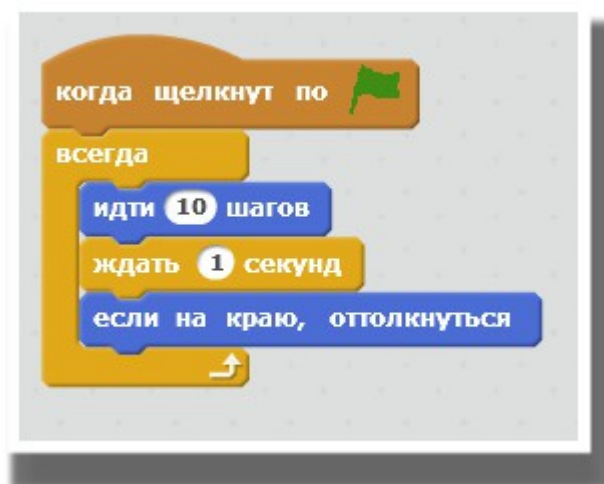 когда щелкнут по
всегда
идти 10 шагов
ждать 1 секунд
если на краю, оттолкнуться